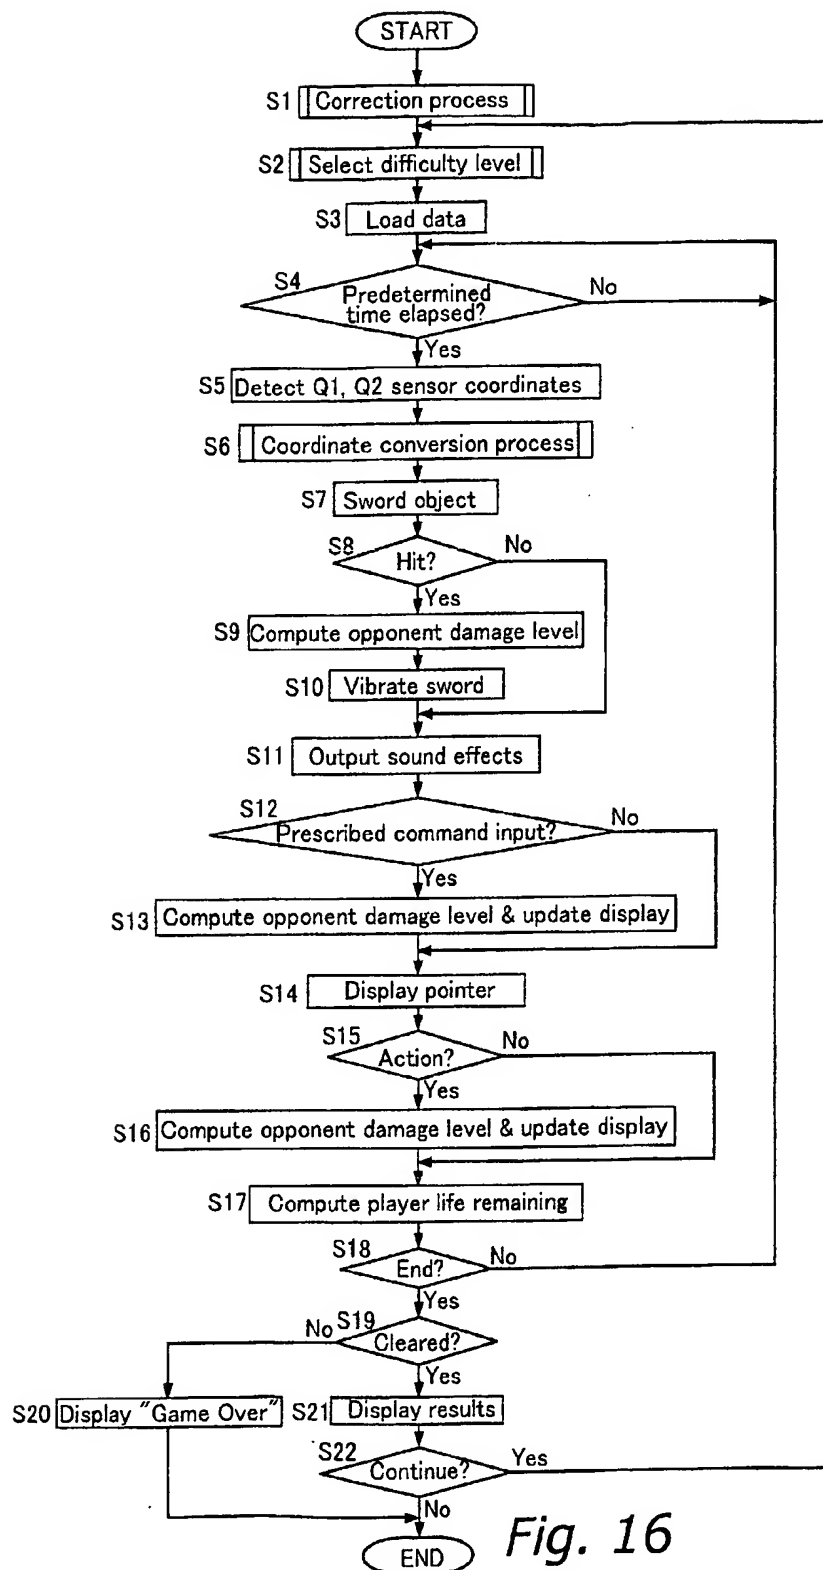 START
S1 Correction process
S2 Select difficulty level
S3 Load data
S4
Predetermined
time elapsed?
No
Yes
S5 Detect Q1, Q2 sensor coordinates
S6 Coordinate conversion process
S7 Sword object
S8
Hit?
No
Yes
S9 Compute opponent damage level
S10 Vibrate sword
S11 Output sound effects
S12
Prescribed command input?
No
Yes
S13 Compute opponent damage level & update display
S14 Display pointer
S15
Action?
No
Yes
S16 Compute opponent damage level & update display
S17 Compute player life remaining
S18
End?
No
Yes
S19
No
Cleared?
Yes
S20 Display "Game Over"
S21 Display results
S22
Continue?
Yes
No
END
Fig. 16